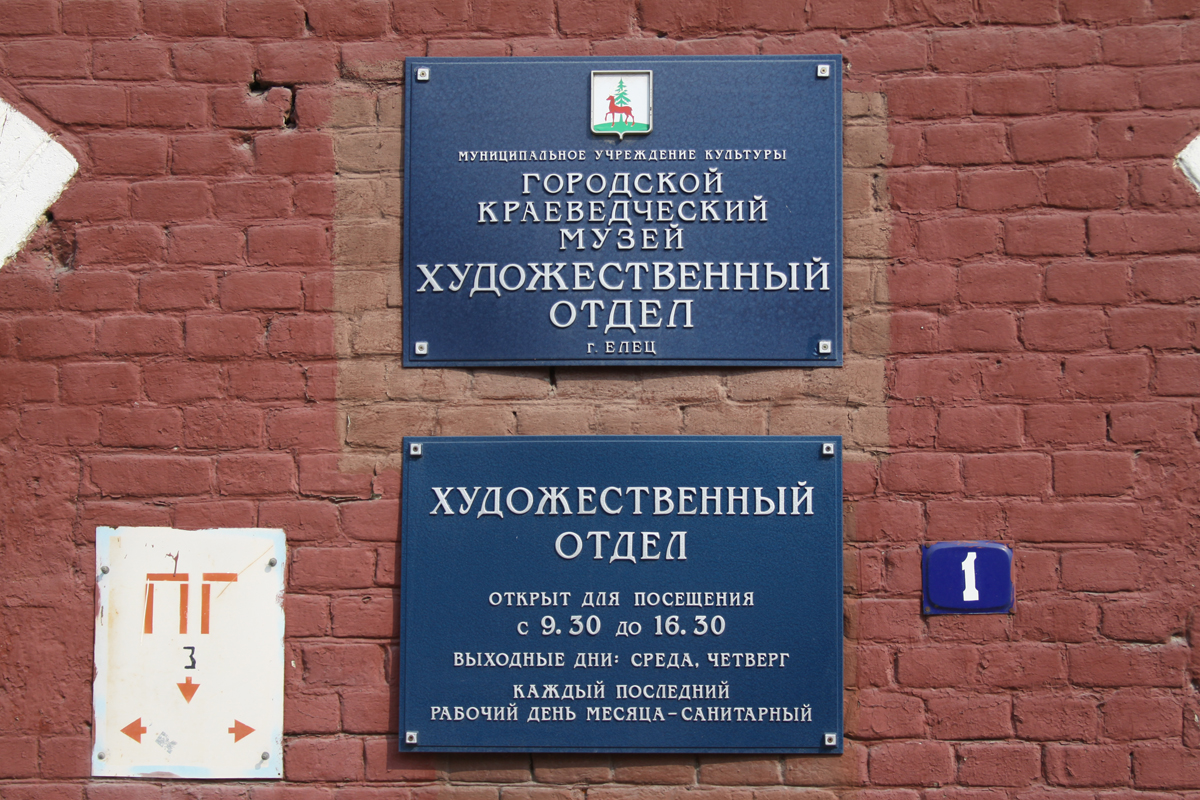 МУНИЦИПАЛЬНОЕ УЧРЕЖДЕНИЕ КУЛЬТУРЫ
ГОРОДСКОЙ
КРАЕВЕДЧЕСКИЙ
МУЗЕЙ
ХУДОЖЕСТВЕННЫЙ
ОТДЕЛ
г. ЕЛЕЦ
ХУДОЖЕСТВЕННЫЙ
ОТДЕЛ
ОТКРЫТ ДЛЯ ПОСЕЩЕНИЯ
С 9.30 ДО 16.30
ВЫХОДНЫЕ ДНИ: СРЕДА, ЧЕТВЕРГ
КАЖДЫЙ ПОСЛЕДНИЙ
РАБОЧИЙ ДЕНЬ МЕСЯЦА-САНИТАРНЫЙ
ПГ
3
1